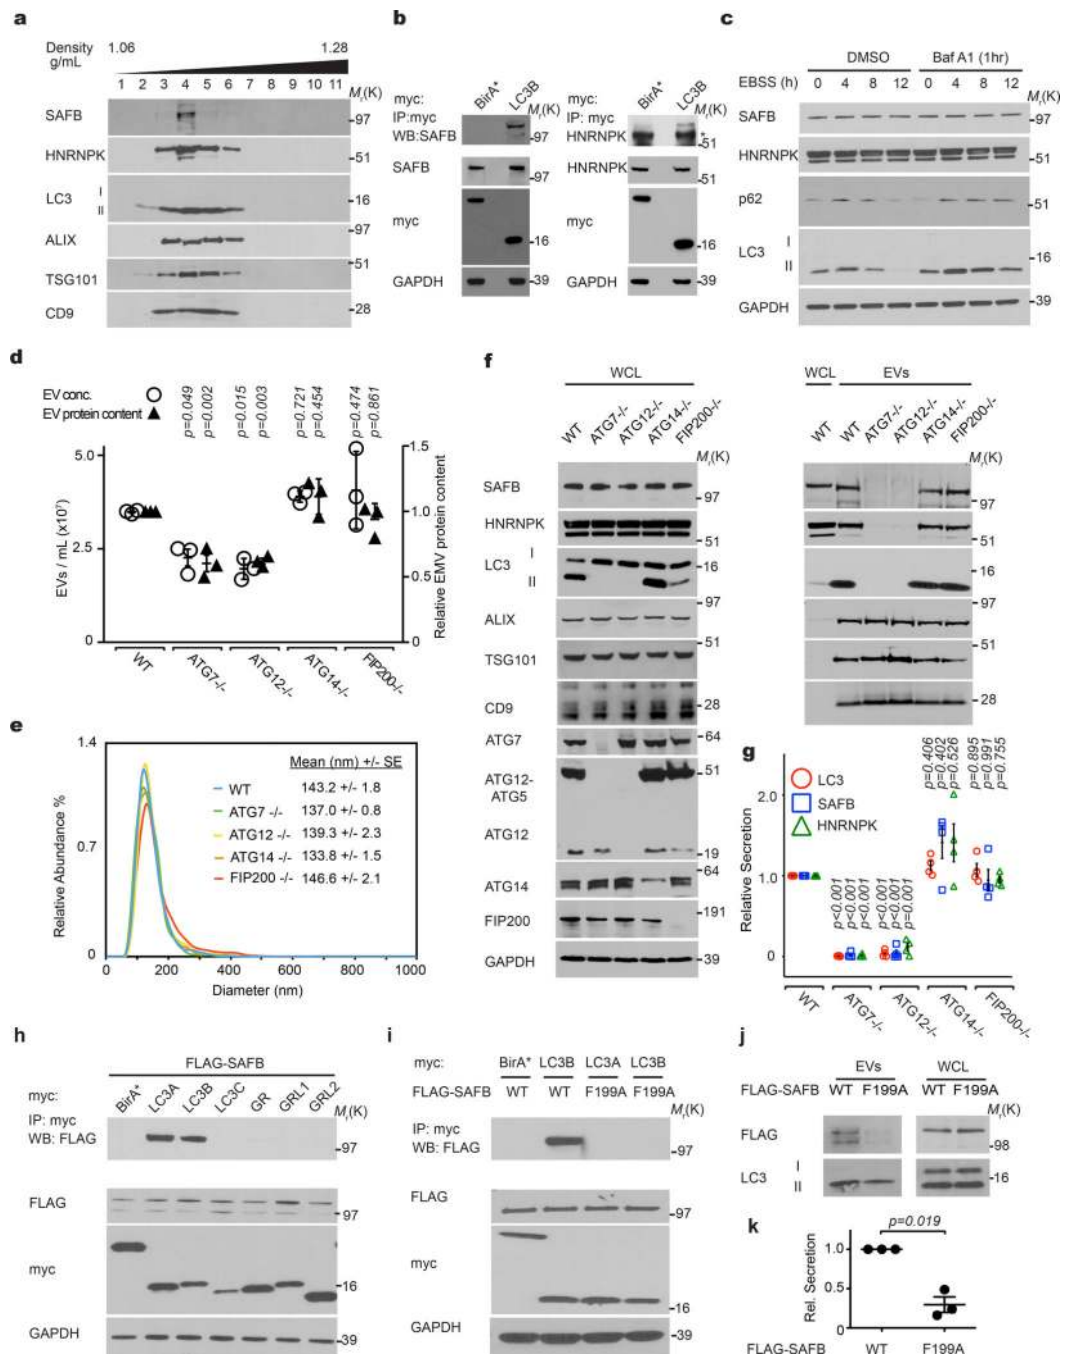 a
Density 1.06 1.28
g/mL
1 2 3 4 5 6 7 8 9 10 11
Mr(K)
SAFB
97
HNRNPK
51
LC3 I
II
16
97
ALIX
51
TSG101
CD9
28
b
myc: BirA* LC3B
IP:myc
WB:SAFB
Mr(K)
97
SAFB
97
myc
16
GAPDH
39
myc: BirA* LC3B
IP: myc
Mr(K)
HNRNPK
*
51
HNRNPK
51
myc
16
GAPDH
39
c
DMSO Baf A1 (1hr)
EBSS (h) 0 4 8 12 0 4 8 12
Mr(K)
SAFB
97
HNRNPK
51
p62
51
LC3 I
II
16
GAPDH
39
d
EV conc.
EV protein content
p=0.049
p=0.002
p=0.015
p=0.003
p=0.721
p=0.454
p=0.474
p=0.861
EVs / mL (x10⁷)
5.0
2.5
0
Relative EMV protein content
1.5
1.0
0.5
0
WT ATG7-/- ATG12-/- ATG14-/- FIP200-/-
e
Relative Abundance %
1.4
0.7
0
Mean (nm) +/- SE
WT 143.2 +/- 1.8
ATG7 -/- 137.0 +/- 0.8
ATG12 -/- 139.3 +/- 2.3
ATG14 -/- 133.8 +/- 1.5
FIP200 -/- 146.6 +/- 2.1
0 200 400 600 800 1000
Diameter (nm)
f
WCL
WT ATG7-/- ATG12-/- ATG14-/- FIP200-/-
Mr(K)
SAFB
97
HNRNPK
51
LC3 I
II
16
97
ALIX
51
TSG101
CD9
28
ATG7
64
ATG12-
ATG5
51
ATG12
19
64
ATG14
FIP200
191
GAPDH
39
WCL EVs
WT WT ATG7-/- ATG12-/- ATG14-/- FIP200-/-
Mr(K)
97
51
16
97
51
28
g
LC3
SAFB
HNRNPK
Relative Secretion
2.0
1.0
0
p<0.001
p<0.001
p<0.001
p<0.001
p<0.001
p=0.001
p=0.406
p=0.402
p=0.526
p=0.895
p=0.991
p=0.755
WT ATG7-/- ATG12-/- ATG14-/- FIP200-/-
h
FLAG-SAFB
myc: BirA* LC3A LC3B LC3C GR GRL1 GRL2
Mr(K)
IP: myc
WB: FLAG
97
FLAG
97
myc
16
GAPDH
39
i
myc: BirA* LC3B LC3A LC3B
FLAG-SAFB WT WT F199A F199A
Mr(K)
IP: myc
WB: FLAG
97
FLAG
97
myc
16
GAPDH
39
j
EVs WCL
FLAG-SAFB WT F199A WT F199A
Mr(K)
FLAG
98
LC3 I
II
16
k
p=0.019
Rel. Secretion
1.0
0.5
0
FLAG-SAFB WT F199A